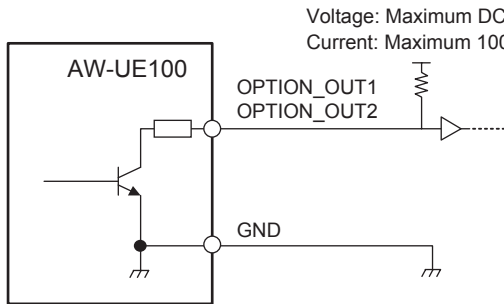 Voltage: Maximum DC
Current: Maximum 100
AW-UE100
OPTION_OUT1
OPTION_OUT2
GND